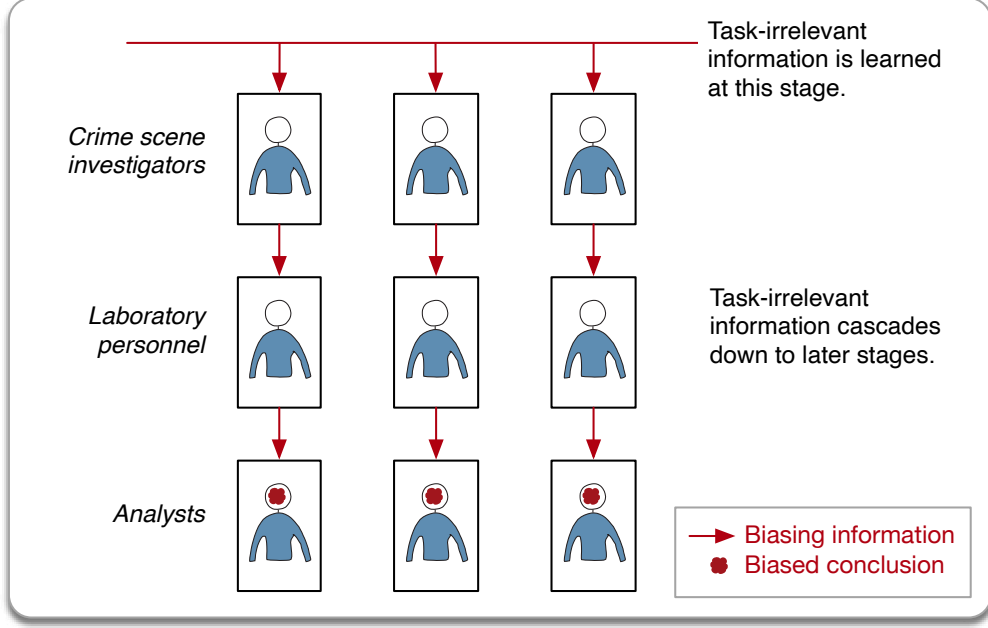 Task-irrelevant
information is learned
at this stage.
Crime scene
investigators
Laboratory
personnel
Task-irrelevant
information cascades
down to later stages.
Analysts
Biasing information
Biased conclusion